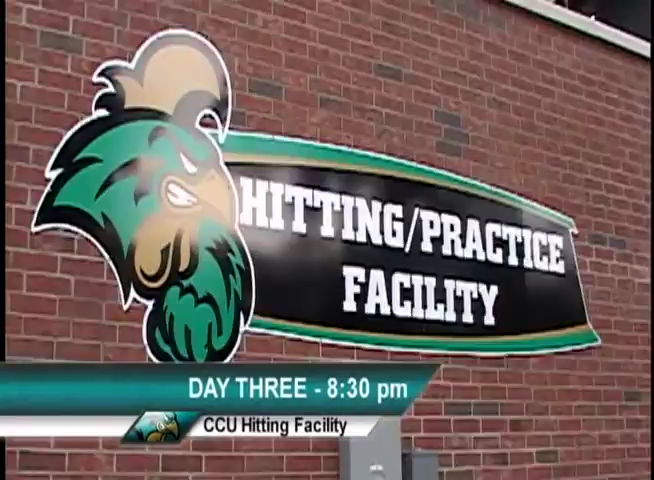 HITTING/PRACTICE
FACILITY
DAY THREE - 8:30 pm
CCU Hitting Facility